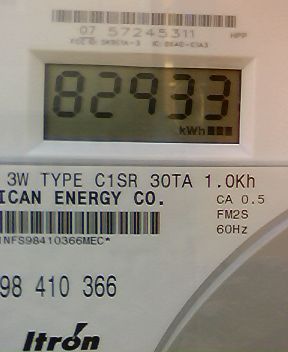 07 57245311
HPP
82933
kWh
3W TYPE C1SR 30TA 1.0Kh
ICAN ENERGY CO.
CA 0.5
FM2S
60Hz
INFS98410366MEC*
98 410 366
Itron